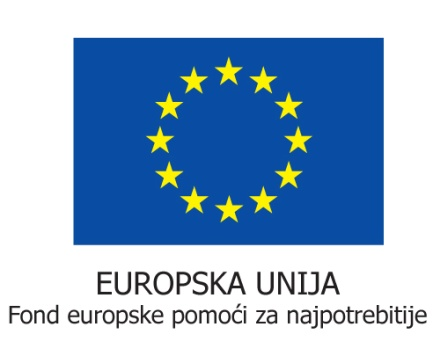 EUROPSKA UNIJA
Fond europske pomoći za najpotrebitije